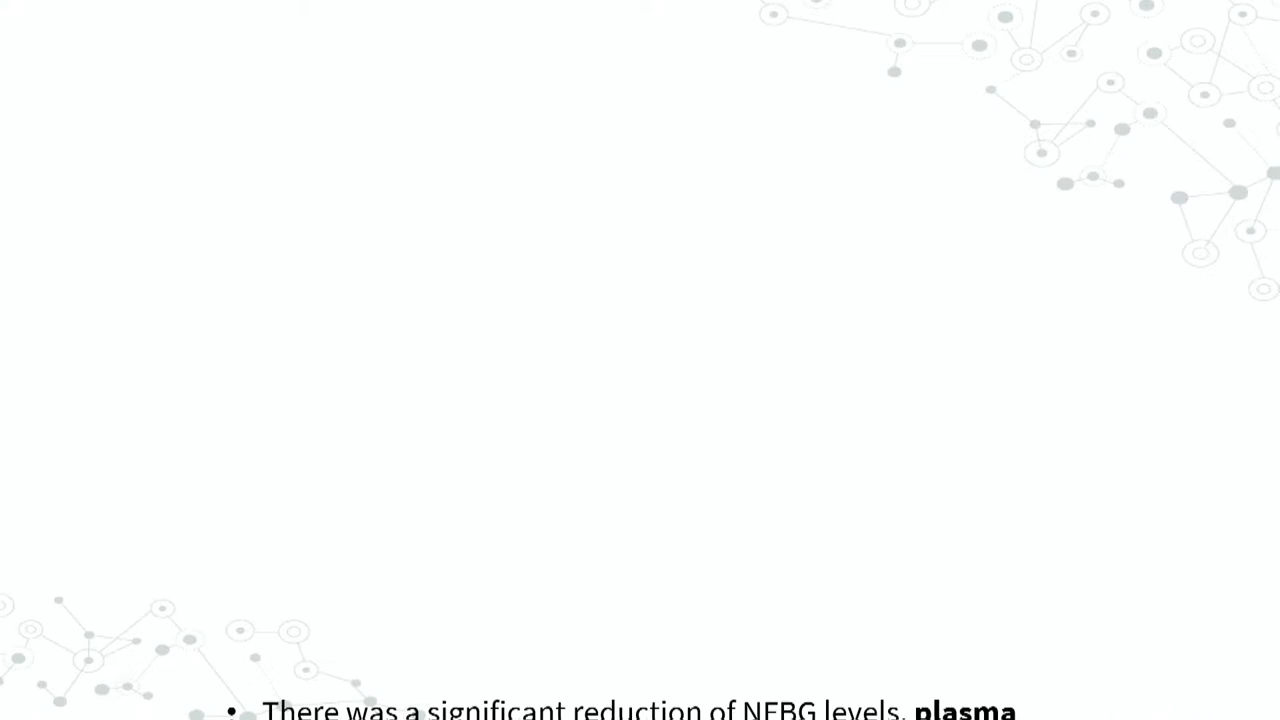 • There was a significant reduction of NFBG levels, plasma